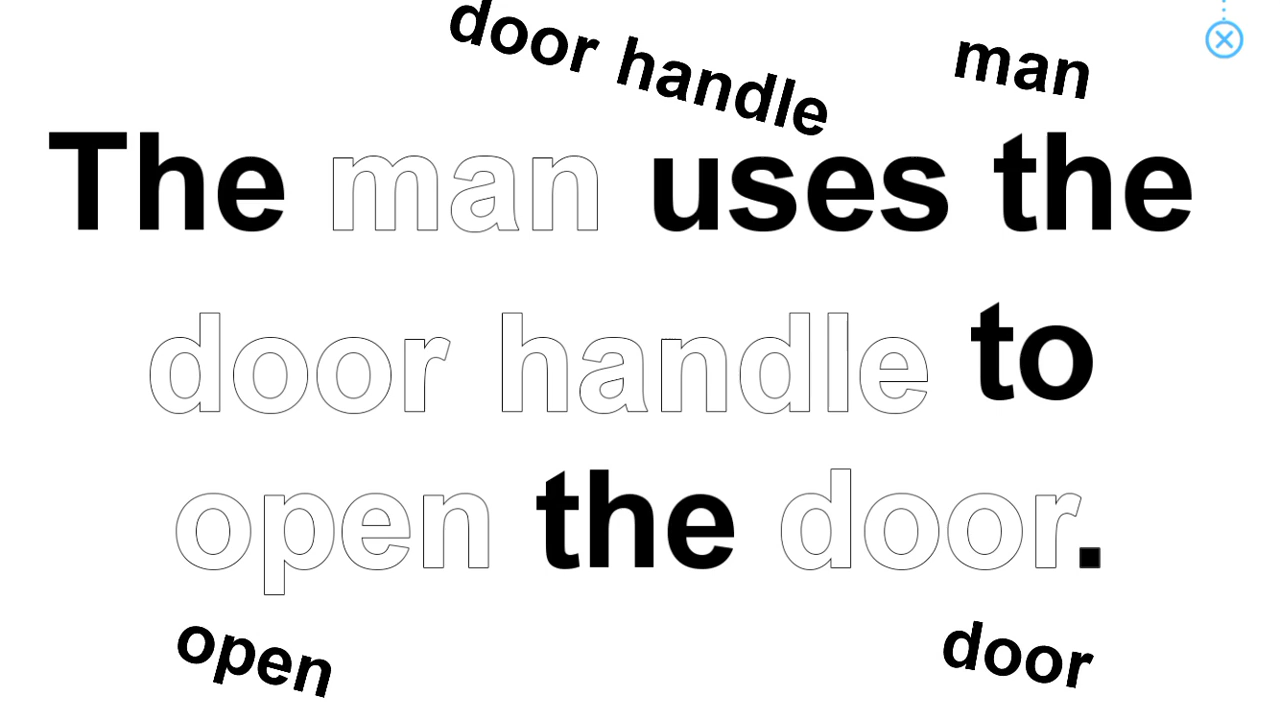 door handle
man
The man uses the
door handle to
open the door.
open
door